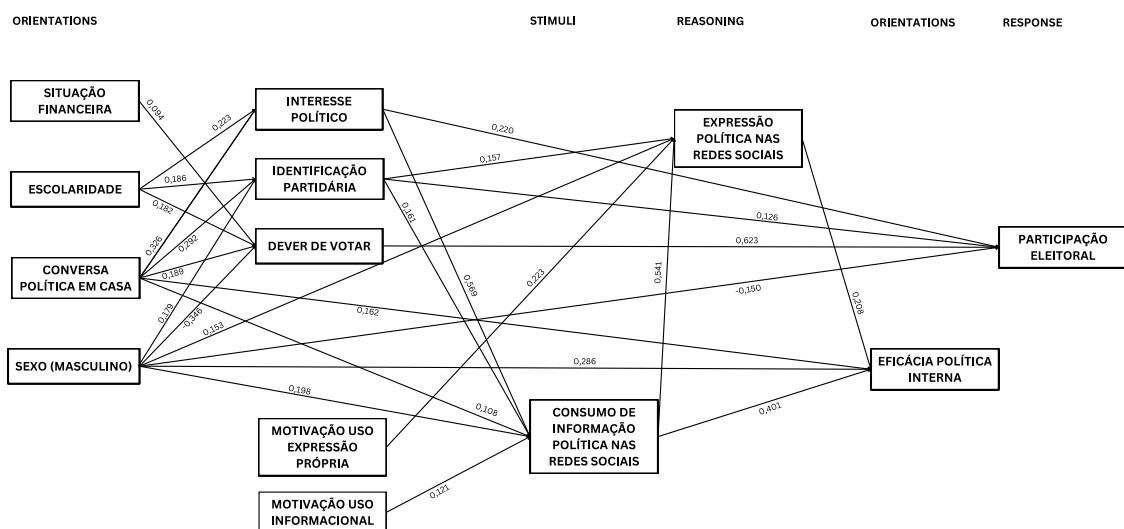 ORIENTATIONS
STIMULI
REASONING
ORIENTATIONS
RESPONSE
SITUAÇÃO
FINANCEIRA
ESCOLARIDADE
CONVERSA
POLÍTICA EM CASA
SEXO (MASCULINO)
INTERESSE
POLÍTICO
IDENTIFICAÇÃO
PARTIDÁRIA
DEVER DE VOTAR
MOTIVAÇÃO USO
EXPRESSÃO
PRÓPRIA
MOTIVAÇÃO USO
INFORMACIONAL
CONSUMO DE
INFORMAÇÃO
POLÍTICA NAS
REDES SOCIAIS
EXPRESSÃO
POLÍTICA NAS
REDES SOCIAIS
EFICÁCIA POLÍTICA
INTERNA
PARTICIPAÇÃO
ELEITORAL
0,094
0,223
0,186
0,182
0,326
0,292
0,189
0,179
-0,346
0,153
0,198
0,162
0,108
0,286
-0,150
0,220
0,157
0,161
0,126
0,623
0,569
0,223
0,121
0,541
0,208
0,401